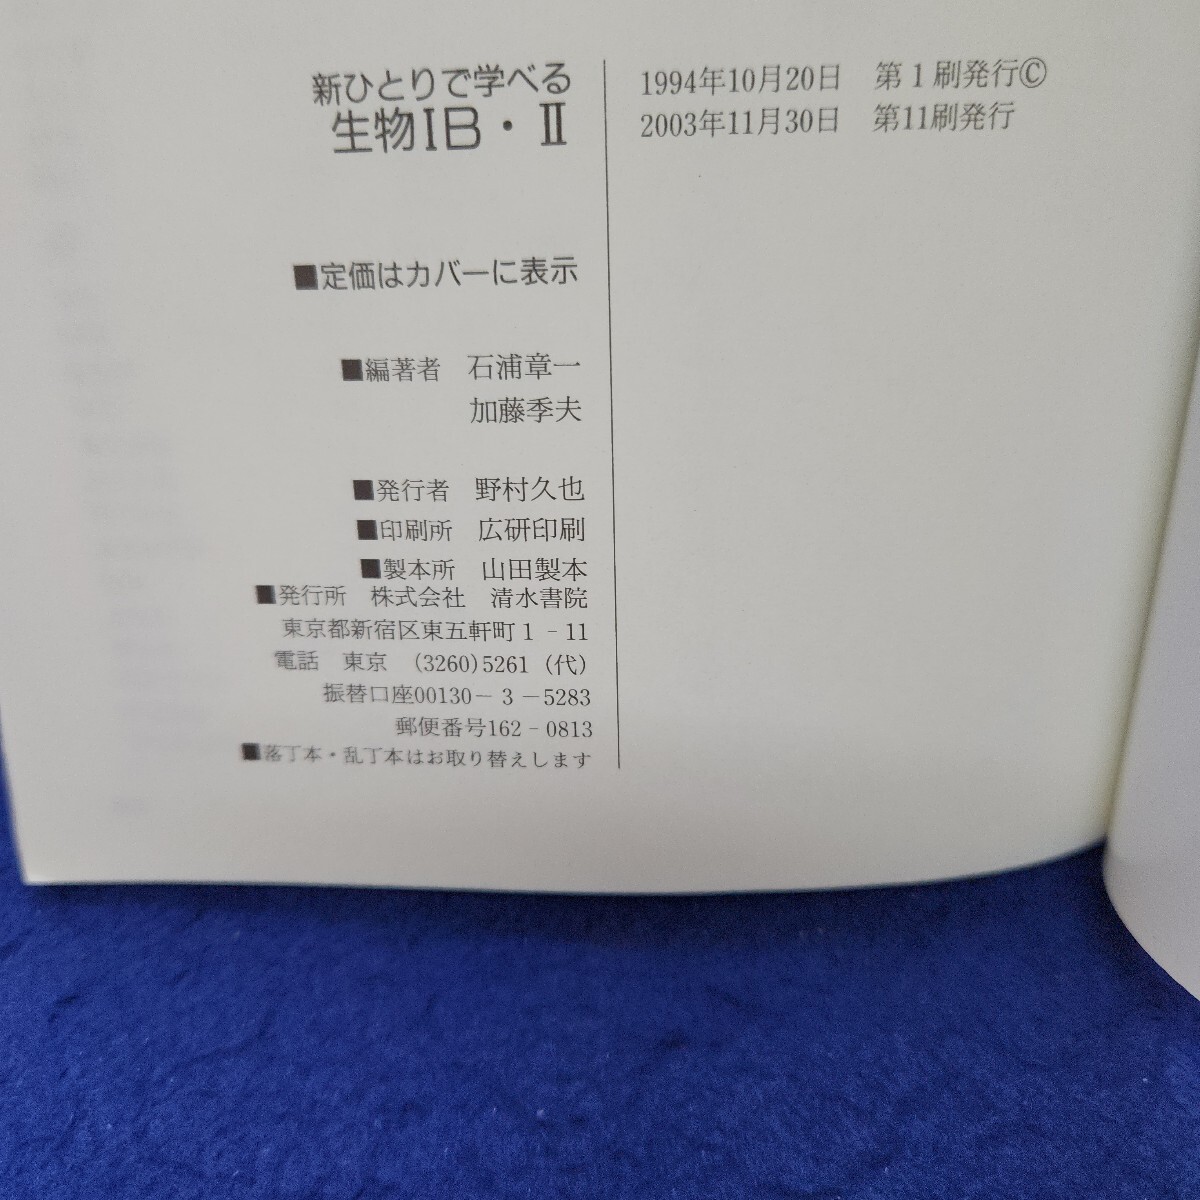 新ひとりで学べる
生物IB・II
■定価はカバーに表示
■編著者 石浦章一
加藤季夫
■発行者 野村久也
■印刷所 広研印刷
■製本所 山田製本
■発行所 株式会社 清水書院
東京都新宿区東五軒町1-11
電話 東京 (3260)5261(代)
振替口座00130-3-5283
郵便番号162-0813
■落丁本・乱丁本はお取り替えします
1994年10月20日 第1刷発行©
2003年11月30日 第11刷発行